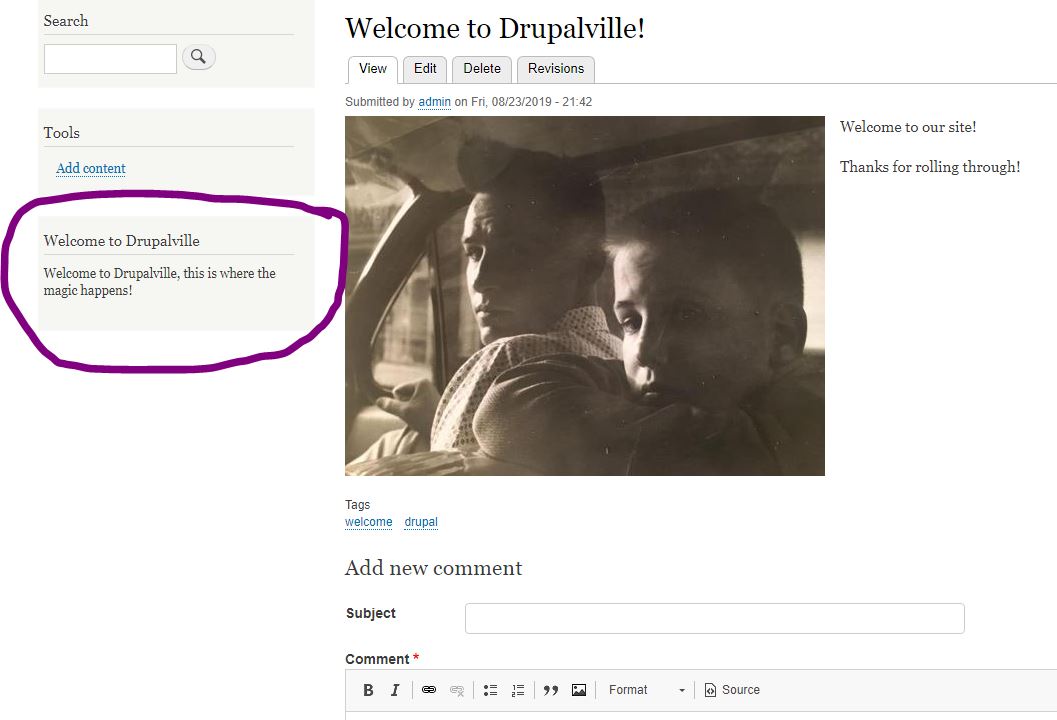 Search
Tools
Add content
Welcome to Drupalville
Welcome to Drupalville, this is where the
magic happens!
Welcome to Drupalville!
View Edit Delete Revisions
Submitted by admin on Fri, 08/23/2019 - 21:42
Welcome to our site!
Thanks for rolling through!
Tags
welcome drupal
Add new comment
Subject
Comment *
B I Format Source